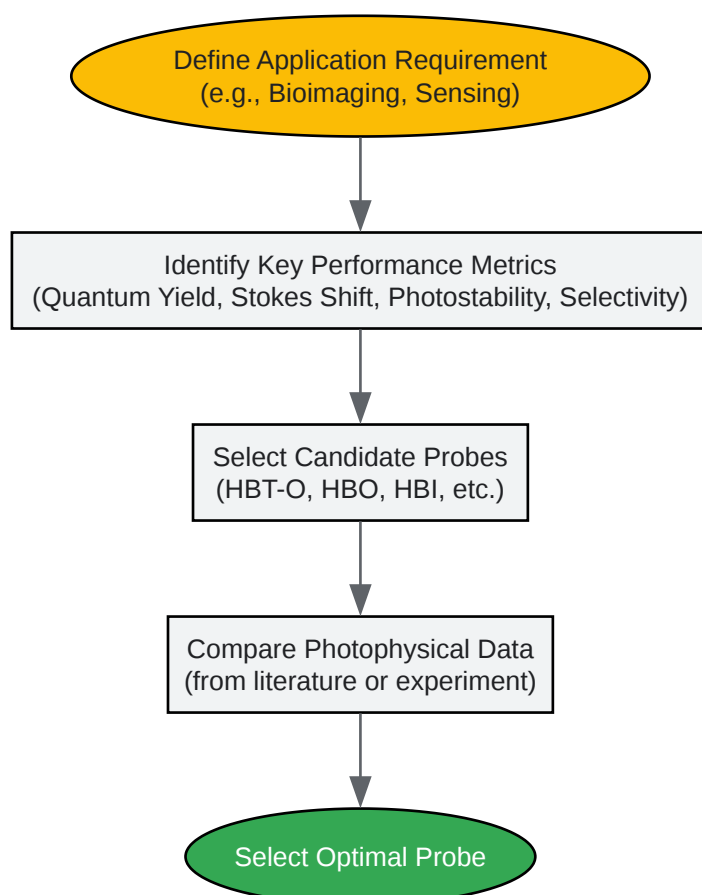 Define Application Requirement
(e.g., Bioimaging, Sensing)
Identify Key Performance Metrics
(Quantum Yield, Stokes Shift, Photostability, Selectivity)
Select Candidate Probes
(HBT-O, HBO, HBI, etc.)
Compare Photophysical Data
(from literature or experiment)
Select Optimal Probe